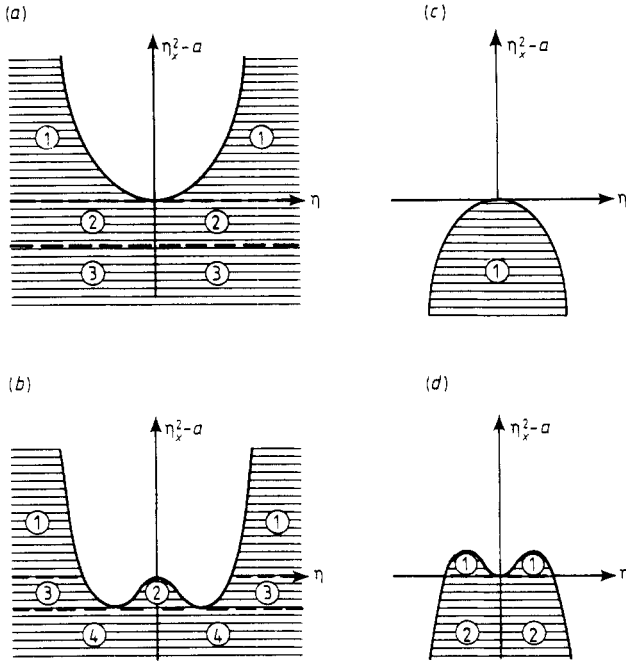 (a)
η²ₓ-a
① ①
η
② ②
③ ③
(c)
η²ₓ-a
η
①
(b)
η²ₓ-a
① ①
η
③ ② ③
④ ④
(d)
η²ₓ-a
① ①
η
② ②